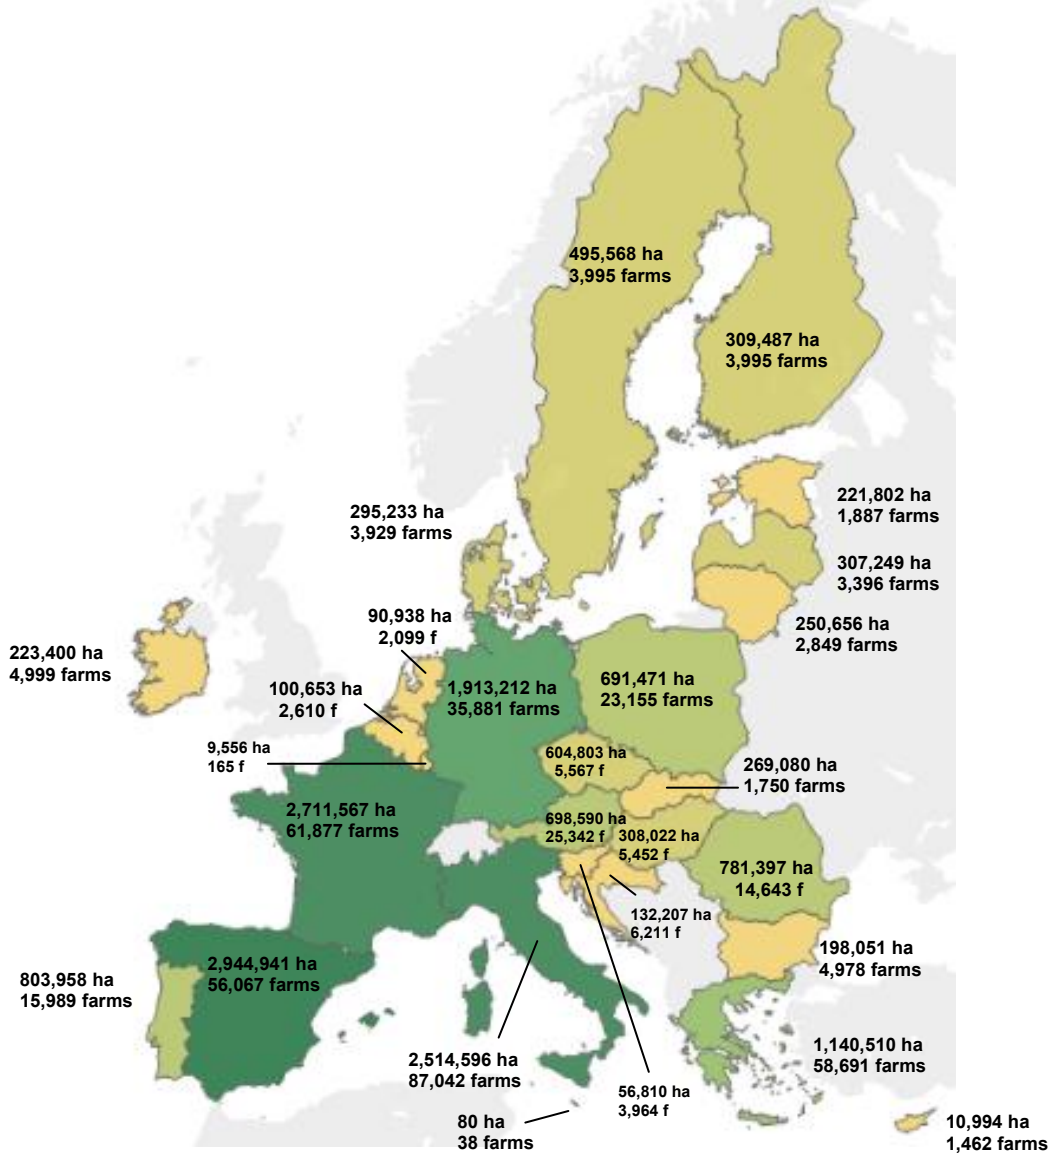 495,568 ha
3,995 farms
309,487 ha
3,995 farms
221,802 ha
1,887 farms
295,233 ha
3,929 farms
307,249 ha
3,396 farms
250,656 ha
2,849 farms
90,938 ha
2,099 f
223,400 ha
4,999 farms
100,653 ha
2,610 f
1,913,212 ha
35,881 farms
691,471 ha
23,155 farms
9,556 ha
165 f
604,803 ha
5,567 f
269,080 ha
1,750 farms
2,711,567 ha
61,877 farms
698,590 ha
25,342 f
308,022 ha
5,452 f
781,397 ha
14,643 f
132,207 ha
6,211 f
198,051 ha
4,978 farms
803,958 ha
15,989 farms
2,944,941 ha
56,067 farms
2,514,596 ha
87,042 farms
1,140,510 ha
58,691 farms
56,810 ha
3,964 f
80 ha
38 farms
10,994 ha
1,462 farms